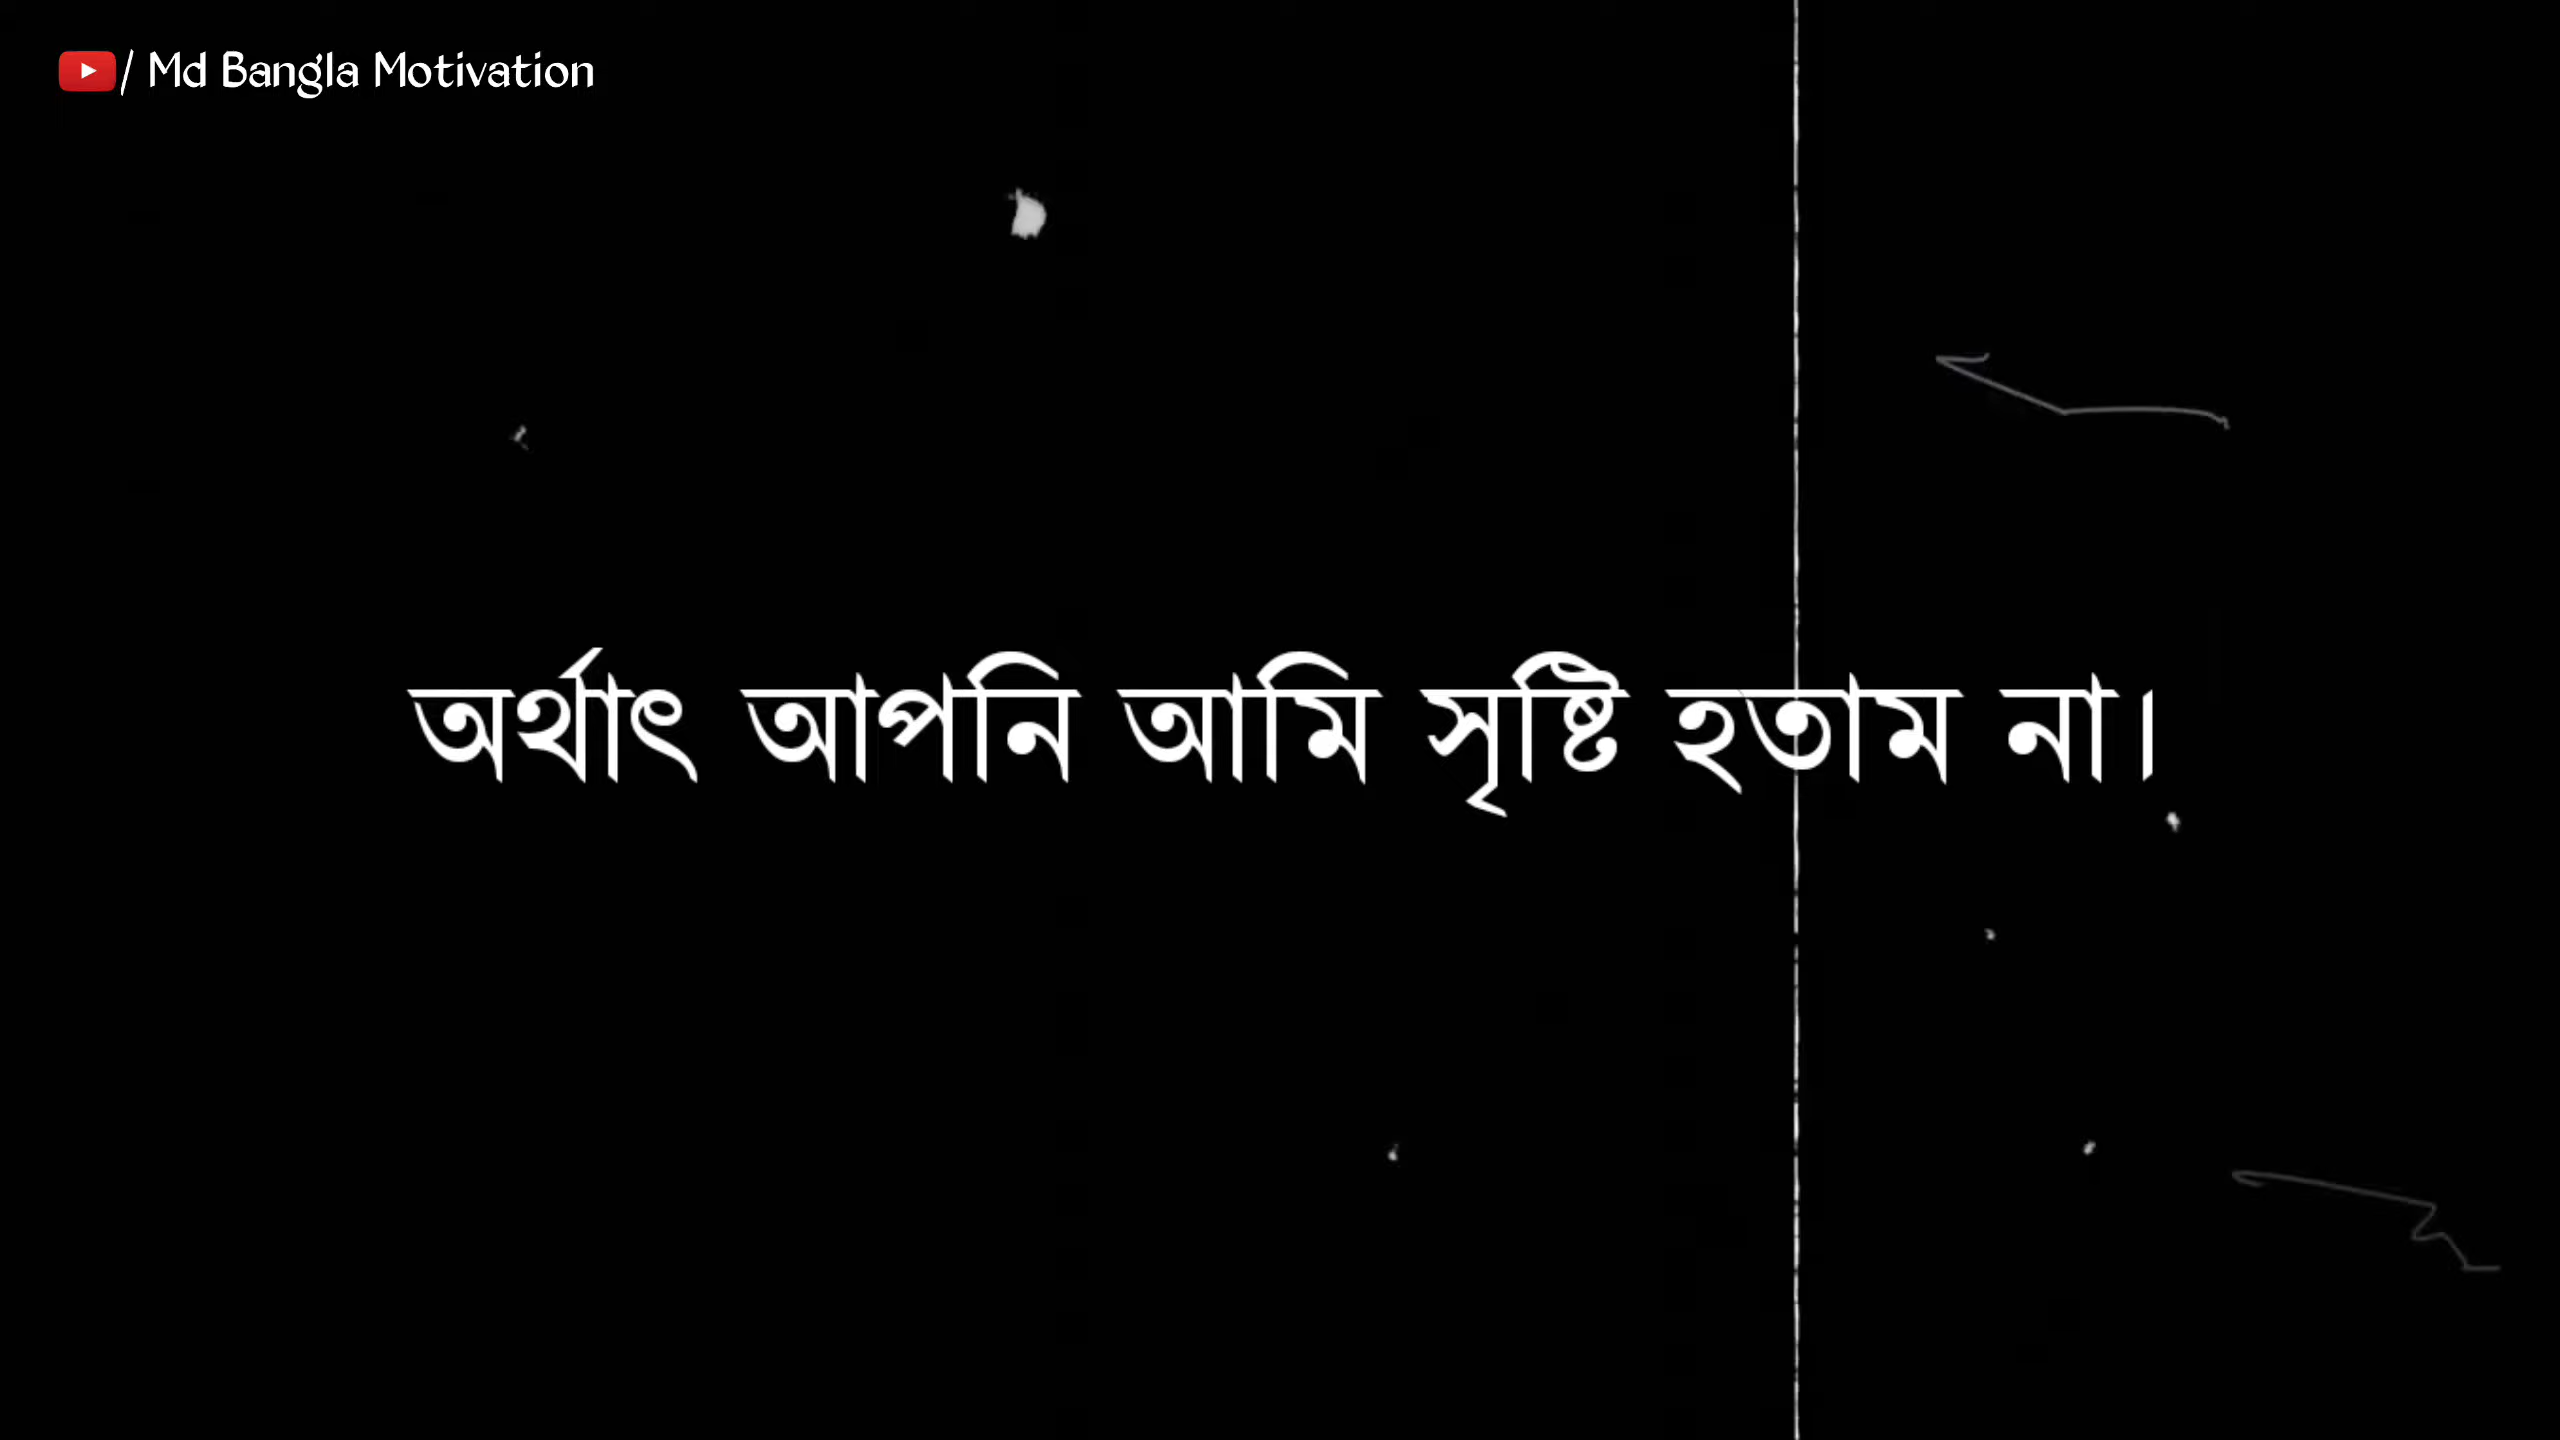 / Md Bangla Motivation
অর্থাৎ আপনি আমি সৃষ্টি হতাম না।